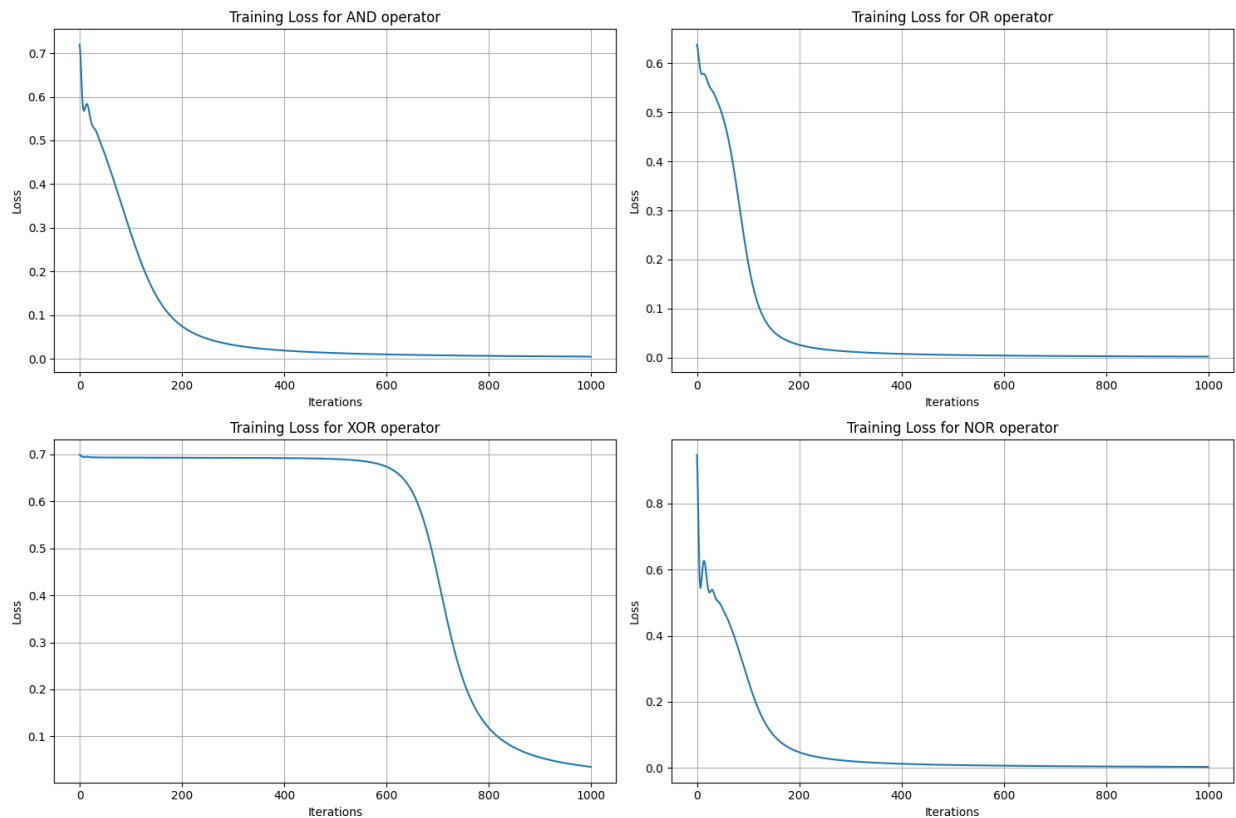 Training Loss for AND operator
0.7
0.6
0.5
0.4
0.3
0.2
0.1
0.0
Loss
0 200 400 600 800 1000
Iterations
Training Loss for OR operator
0.6
0.5
0.4
0.3
0.2
0.1
0.0
Loss
0 200 400 600 800 1000
Iterations
Training Loss for XOR operator
0.7
0.6
0.5
0.4
0.3
0.2
0.1
Loss
0 200 400 600 800 1000
Iterations
Training Loss for NOR operator
0.8
0.6
0.4
0.2
0.0
Loss
0 200 400 600 800 1000
Iterations